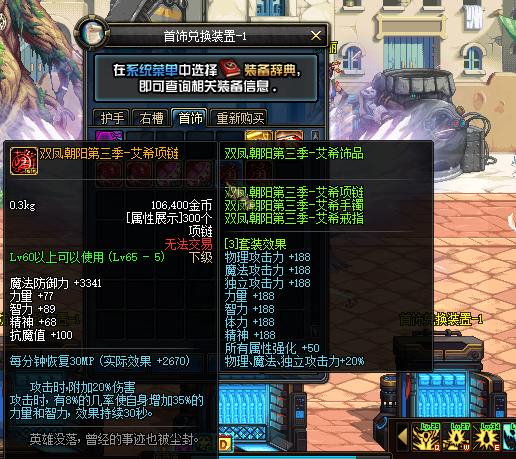 首饰兑换装置-1
在系统菜单中选择 装备辞典，
即可查询相关装备信息 .
护手 右槽 首饰 重新购买
双凤朝阳第三季-艾希项链
0.3kg
106,400金币
[属性展示]300个
项链
无法交易
Lv60以上可以使用 (Lv65 - 5)
下级
魔法防御力 +3341
力量 +77
智力 +89
精神 +68
抗魔值 +100
每分钟恢复30MP (实际效果 +2670)
攻击时,附加20%伤害
攻击时, 有8%的几率使自身增加35%的
力量和智力, 效果持续30秒。
英雄没落, 曾经的事迹也被尘封。
双凤朝阳第三季-艾希饰品
双凤朝阳第三季-艾希项链
双凤朝阳第三季-艾希手镯
双凤朝阳第三季-艾希戒指
[3]套装效果
物理攻击力 +188
魔法攻击力 +188
独立攻击力 +188
力量 +188
智力 +188
体力 +188
精神 +188
所有属性强化 +50
物理,魔法,独立攻击力+20%
首饰兑换装置-1
D
Q
W
E